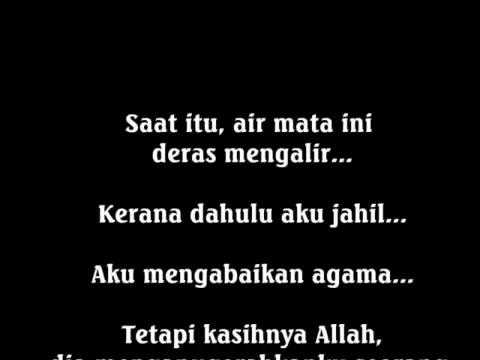 Saat itu, air mata ini
deras mengalir...
Kerana dahulu aku jahil...
Aku mengabaikan agama...
Tetapi kasihnya Allah,
dia menganugerahkanku seorang